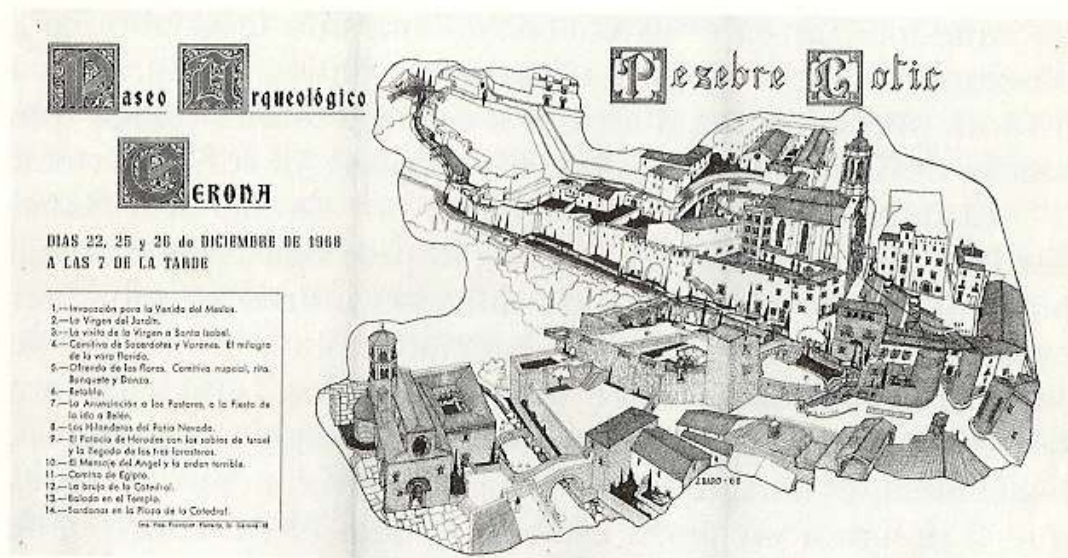 Paseo Arqueológico
GERONA
DIAS 22, 25 y 26 de DICIEMBRE DE 1968
A LAS 7 DE LA TARDE
1.—Invocación para la Venida del Mesías.
2.—La Virgen del Jardín.
3.—La visita de la Virgen a Santa Isabel.
4.—Comitiva de Sacerdotes y Varones. El milagro
de la vara florida.
5.—Ofrenda de las flores. Comitiva nupcial, rito.
Banquete y Danza.
6.—Retablo.
7.—La Anunciación a los Pastores, a la Fiesta de
la ida a Belén.
8.—Las Hilanderas del Patio Nevado.
9.—El Palacio de Herodes con los sabios de Israel
y la llegada de los tres forasteros.
10.—El Mensaje del Angel y la orden terrible.
11.—Camino de Egipto.
12.—La bruja de la Catedral.
13.—Balada en el Templo.
14.—Sardanas en la Plaza de la Catedral.
Pezebre Gotic